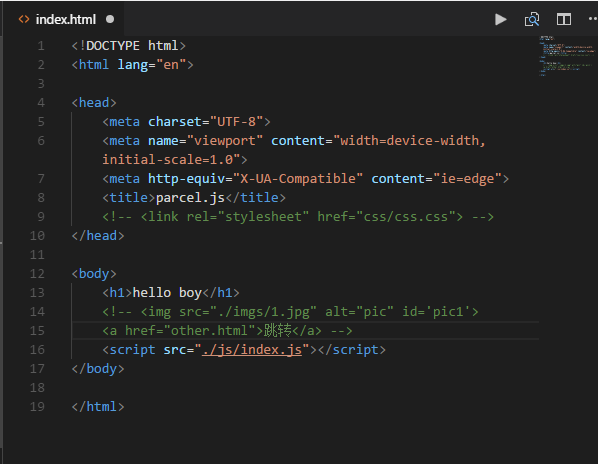 index.html
1 <!DOCTYPE html>
2 <html lang="en">
3
4 <head>
5 <meta charset="UTF-8">
6 <meta name="viewport" content="width=device-width,
initial-scale=1.0">
7 <meta http-equiv="X-UA-Compatible" content="ie=edge">
8 <title>parcel.js</title>
9 <!-- <link rel="stylesheet" href="css/css.css"> -->
10 </head>
11
12 <body>
13 <h1>hello boy</h1>
14 <!-- <img src="./imgs/1.jpg" alt="pic" id='pic1'>
15 <a href="other.html">跳转</a> -->
16 <script src="./js/index.js"></script>
17 </body>
18
19 </html>